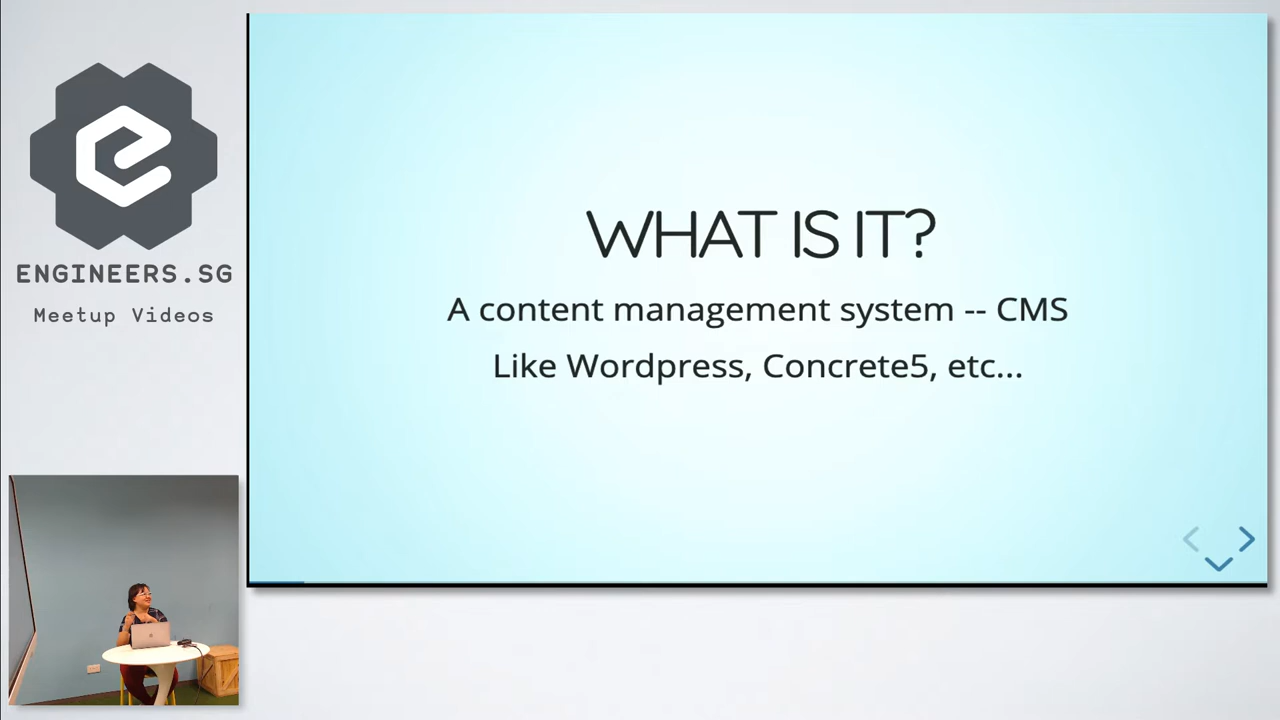 ENGINEERS.SG
Meetup Videos
WHAT IS IT?
A content management system -- CMS
Like Wordpress, Concrete5, etc...